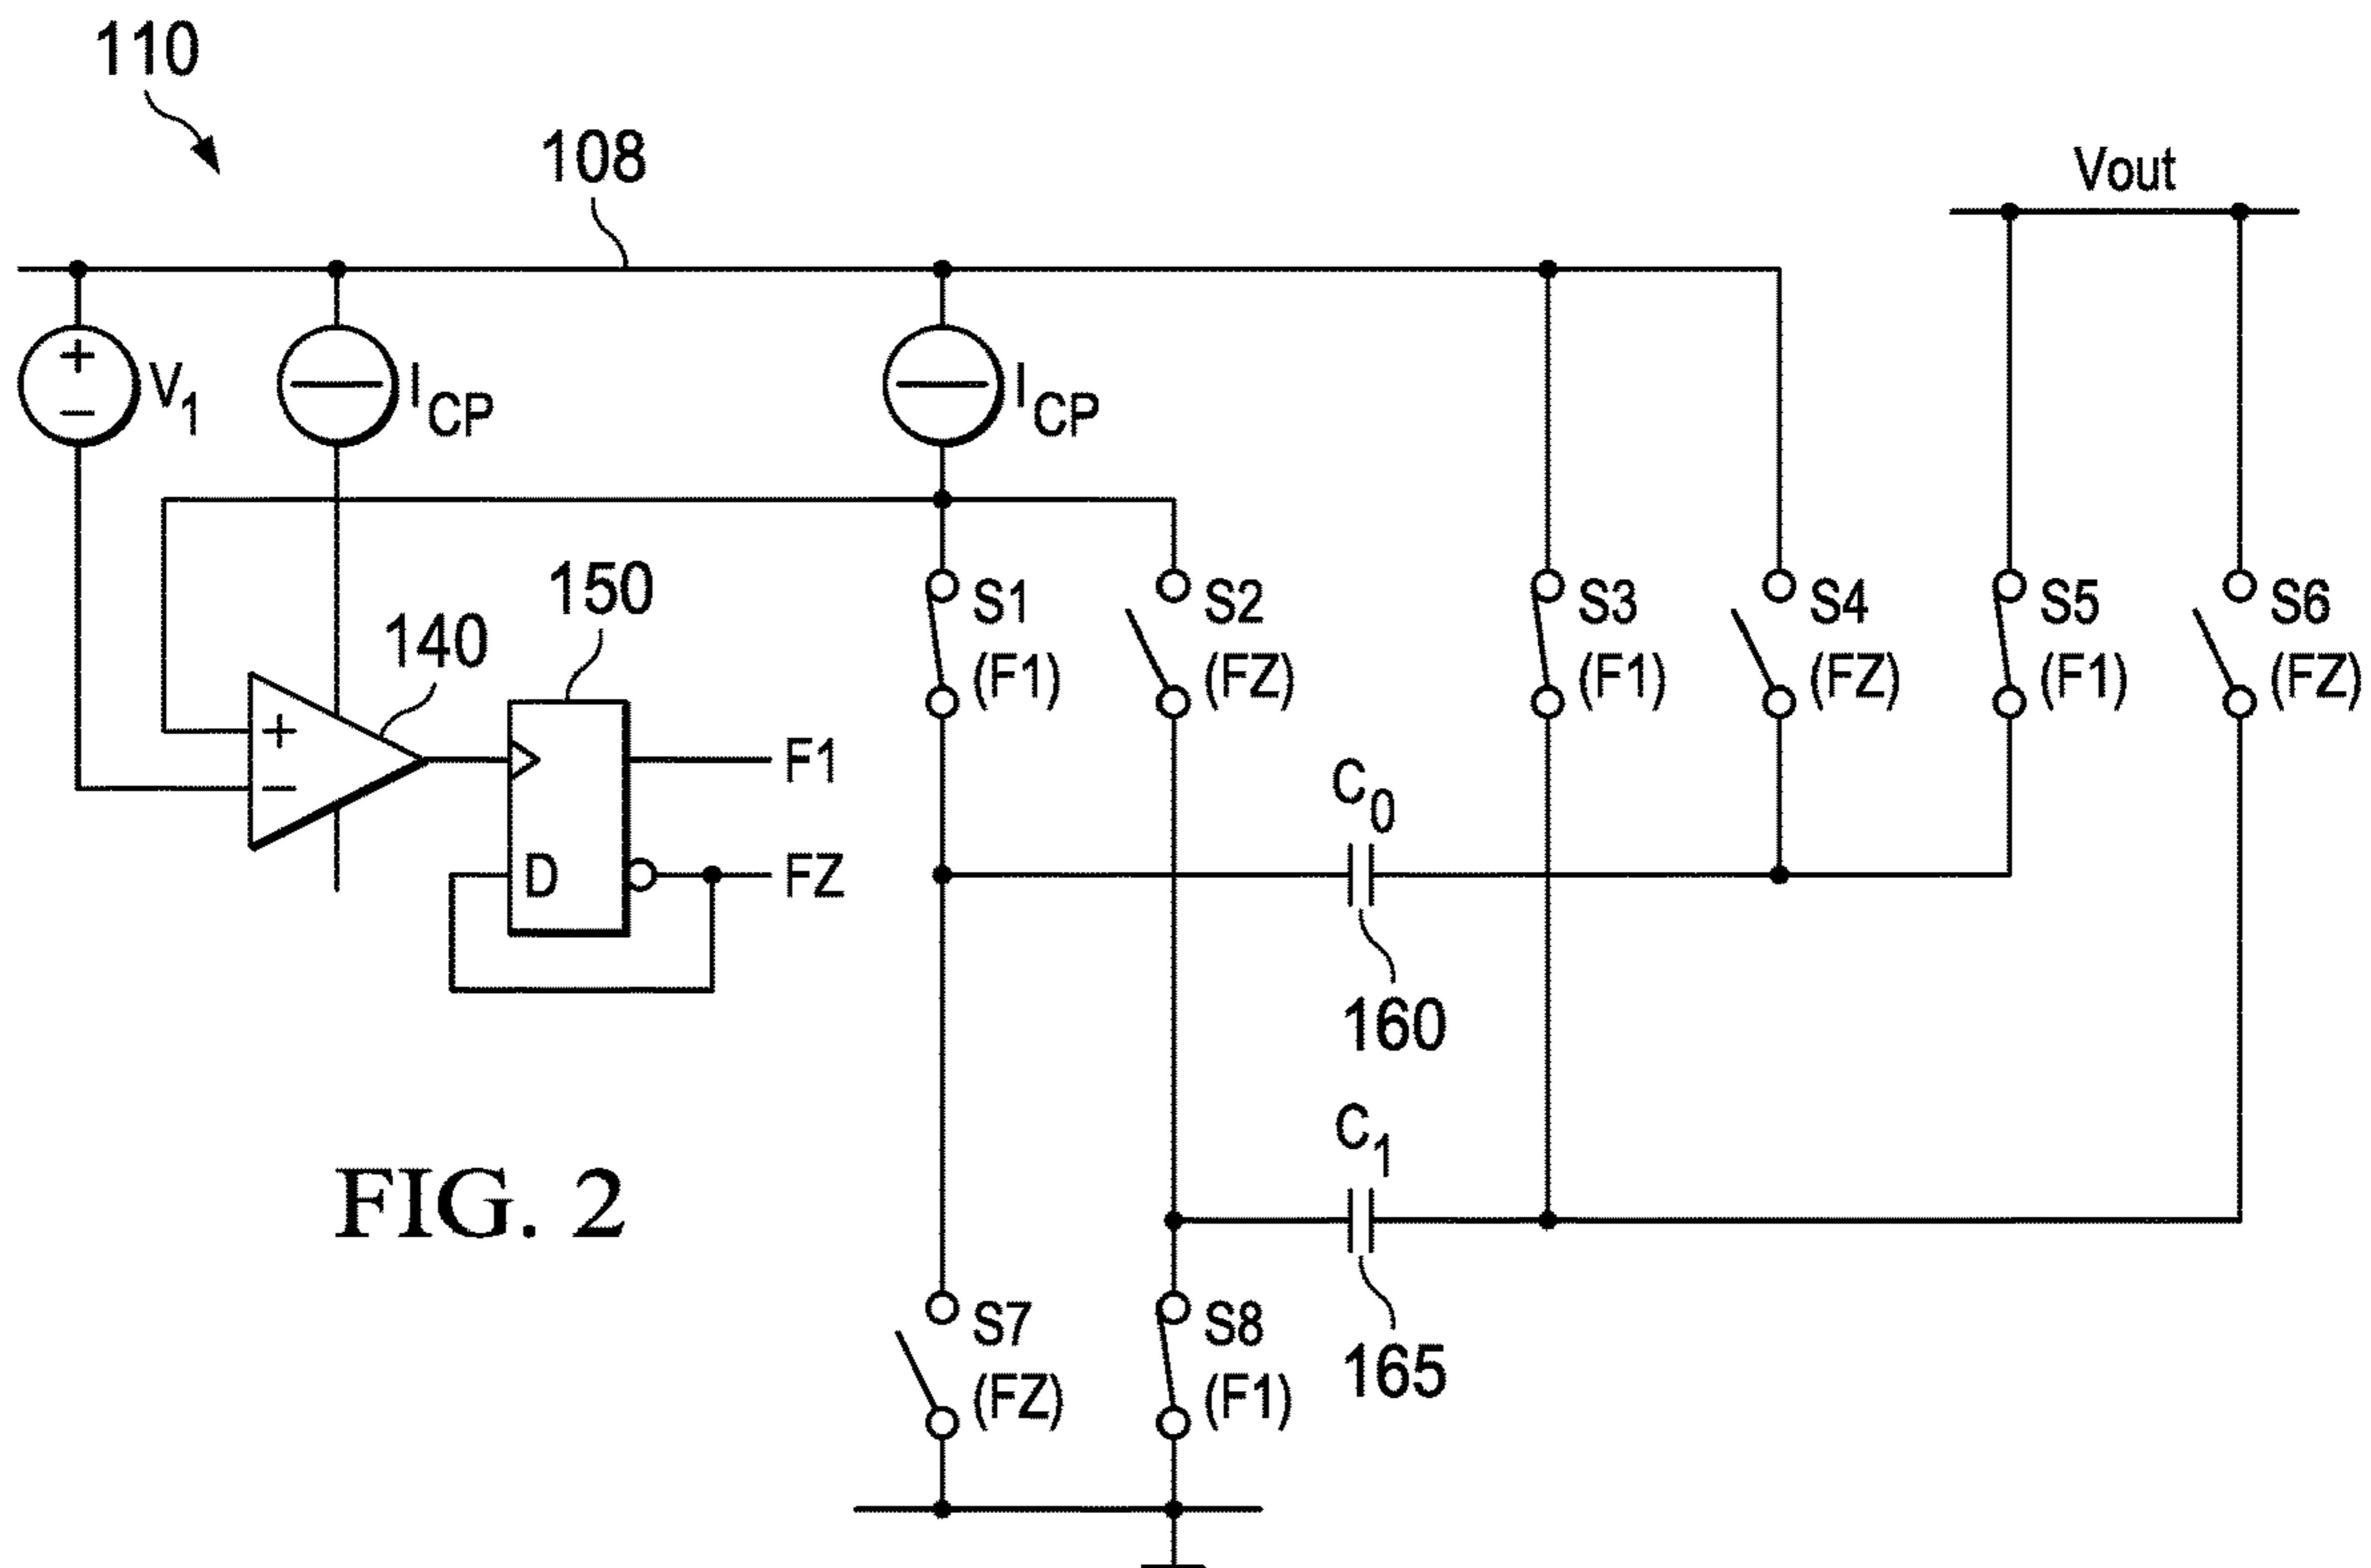 110
108
Vout
+
−
V1
ICP
ICP
150
140
S1
(F1)
S2
(FZ)
S3
(F1)
S4
(FZ)
S5
(F1)
S6
(FZ)
+
−
F1
D
FZ
C0
160
C1
165
S7
(FZ)
S8
(F1)
FIG. 2